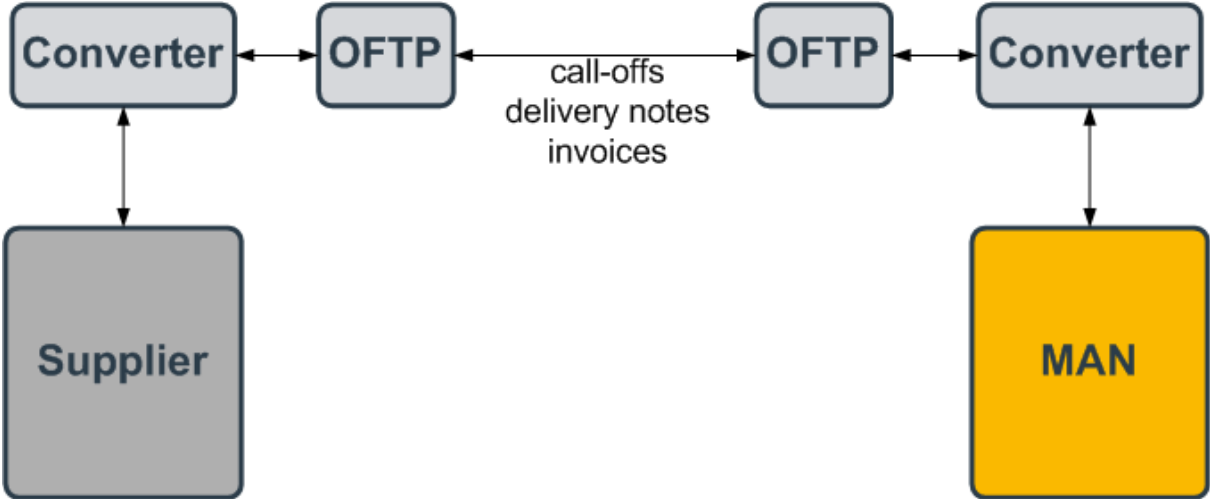 Converter
OFTP
OFTP
Converter
call-offs
delivery notes
invoices
Supplier
MAN